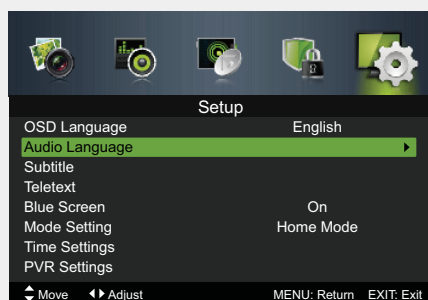 Setup
OSD Language English
Audio Language
Subtitle
Teletext
Blue Screen On
Mode Setting Home Mode
Time Settings
PVR Settings
Move Adjust MENU: Return EXIT: Exit